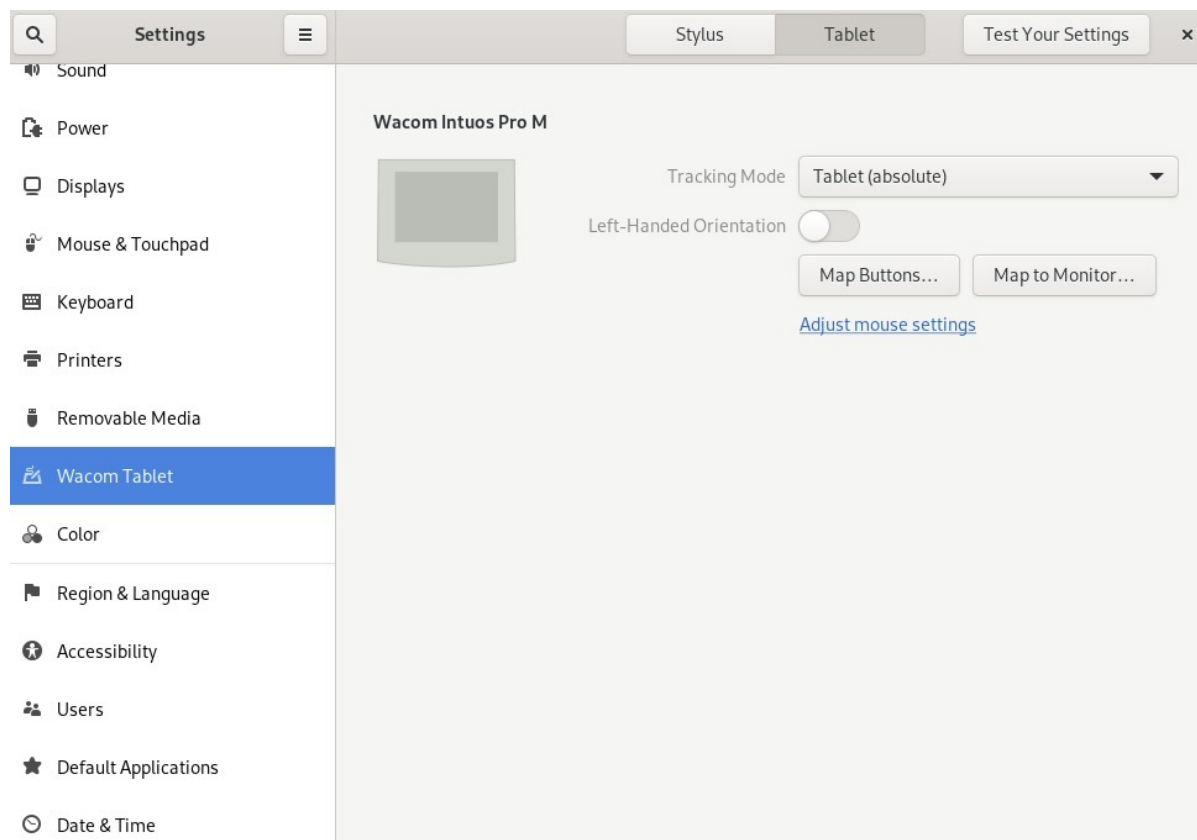 Settings
Stylus
Tablet
Test Your Settings
Sound
Power
Displays
Mouse & Touchpad
Keyboard
Printers
Removable Media
Wacom Tablet
Color
Region & Language
Accessibility
Users
Default Applications
Date & Time
Wacom Intuos Pro M
Tracking Mode
Tablet (absolute)
Left-Handed Orientation
Map Buttons...
Map to Monitor...
Adjust mouse settings